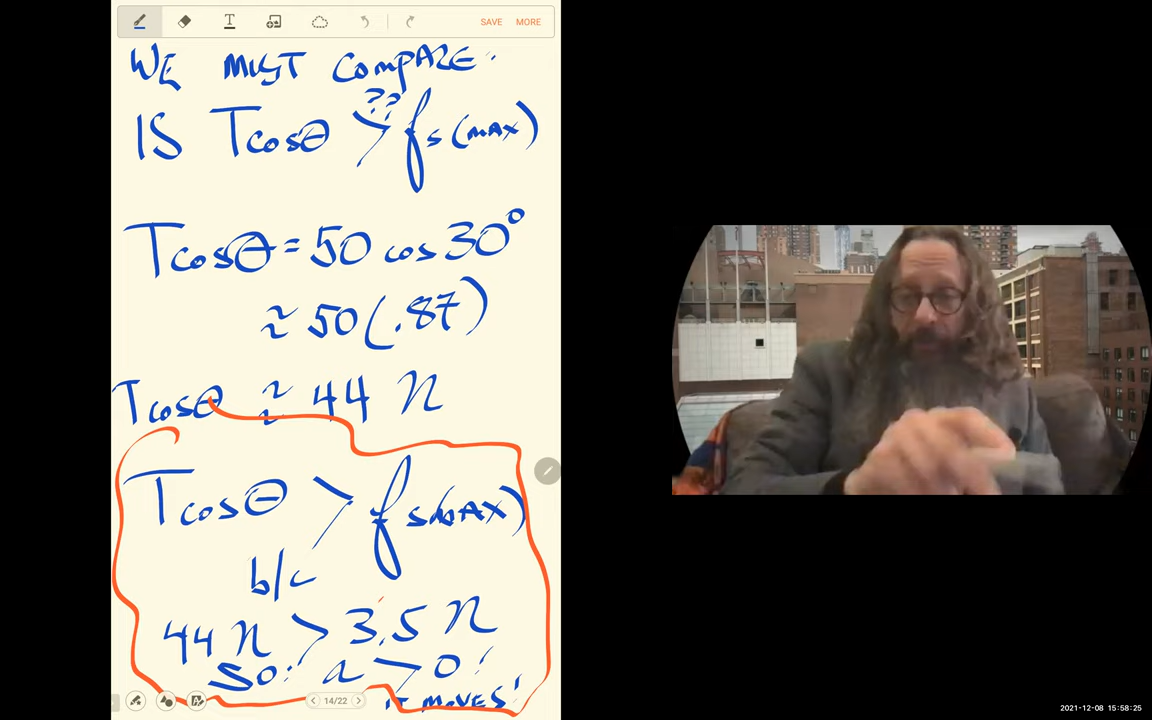 SAVE MORE
WE MUST COMPARE:
??
IS Tcosθ > fs(MAX)
Tcosθ = 50 cos 30°
≈ 50(.87)
Tcosθ ≈ 44 N
Tcosθ > fs(MAX)
b/c
44 N > 3.5 N
SO: a > 0!
IT MOVES!
14/22
2021-12-08 15:58:25